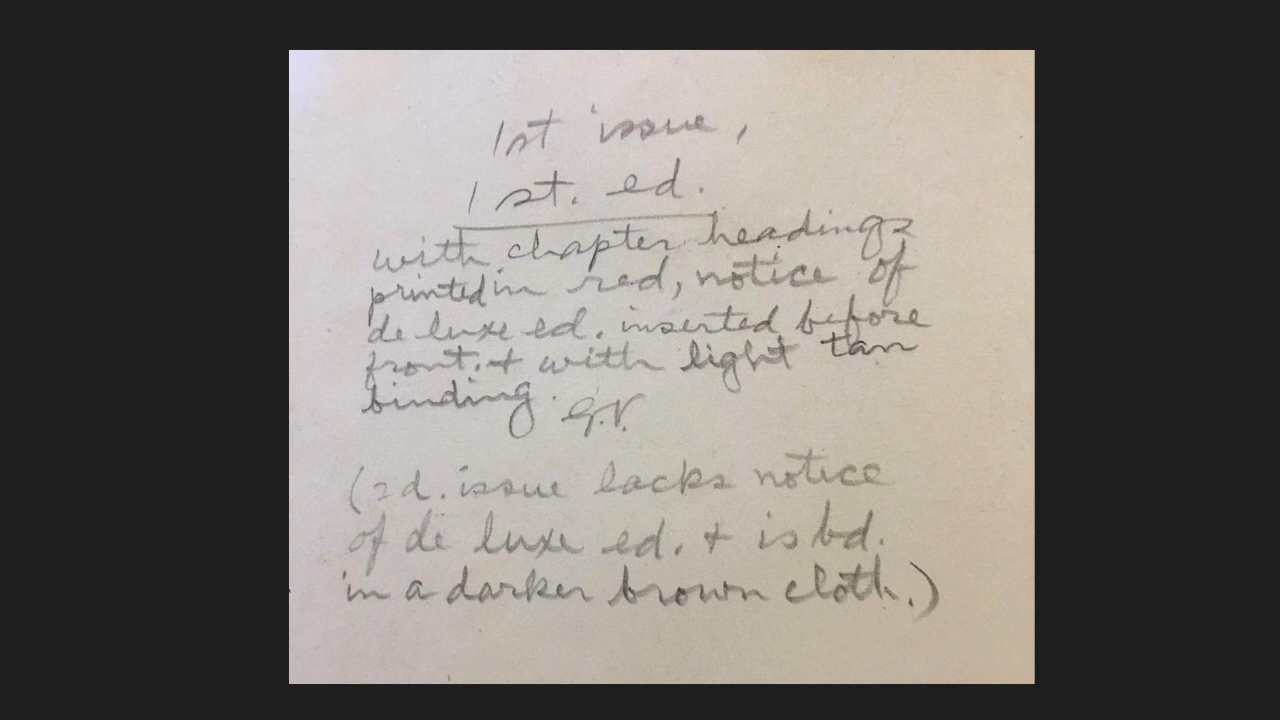 1st issue,
1st. ed.
with chapter headings
printed in red, notice of
de luxe ed. inserted before
front. + with light tan
binding. G.V.
(2d. issue lacks notice
of de luxe ed. + is bd.
in a darker brown cloth.)